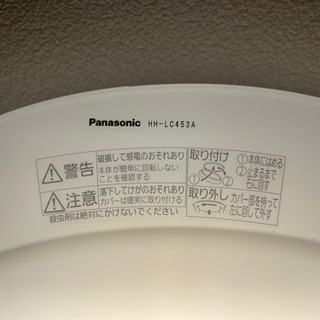 Panasonic HH-LC453A
警告
破損して感電のおそれあり
本体が簡単に回転しない
ことを確認する
注意
落下してけがのおそれあり
カバーは確実に取り付ける
殺虫剤は絶対にかけないでください
取り付け
①本体にはめる
②止まるまで
右に回す
取り外し
カバー部を持って
左に回して外す